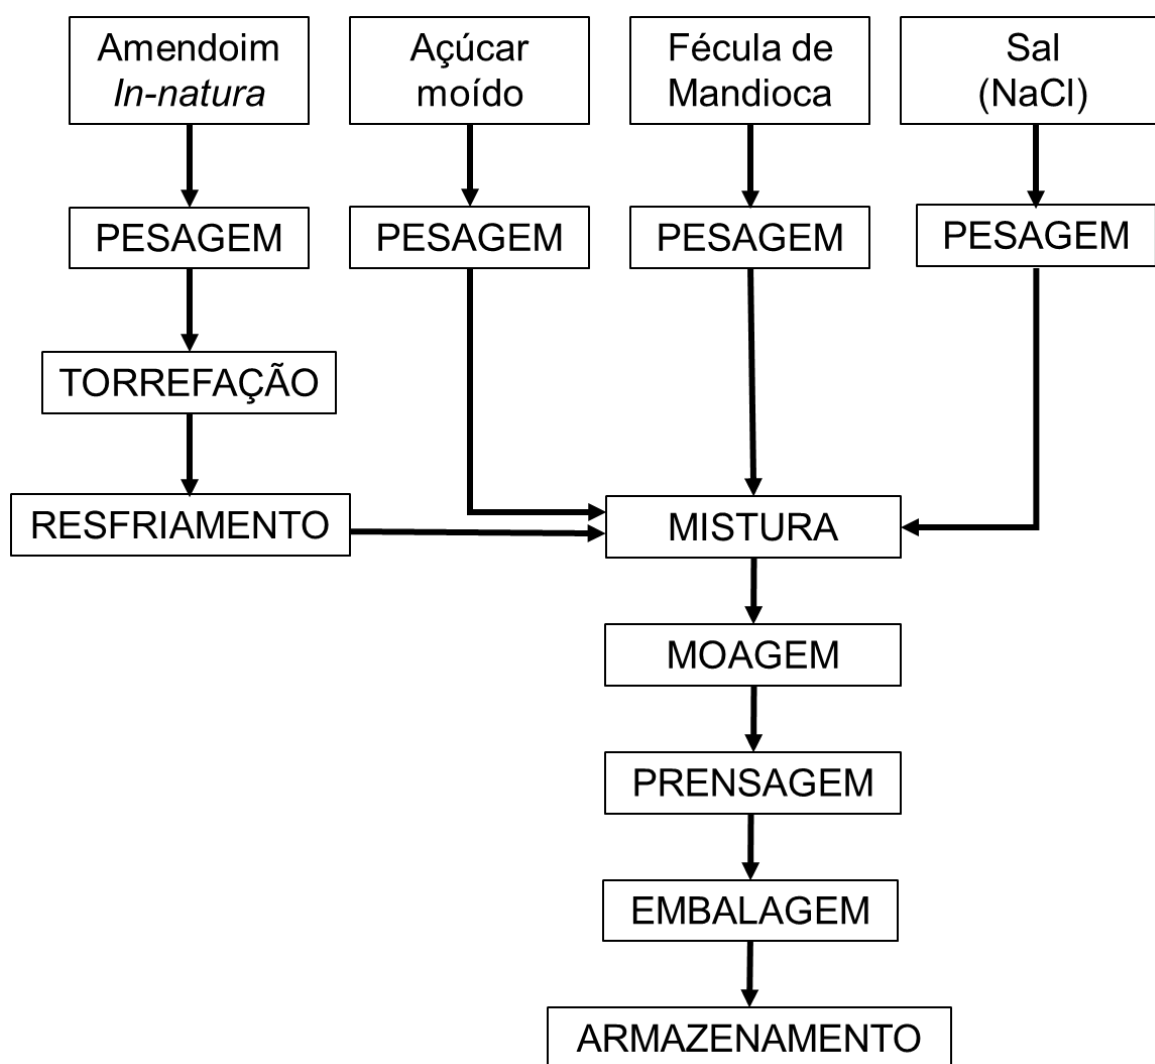 Amendoim
In-natura
Açúcar
moído
Fécula de
Mandioca
Sal
(NaCl)
PESAGEM
PESAGEM
PESAGEM
PESAGEM
TORREFAÇÃO
RESFRIAMENTO
MISTURA
MOAGEM
PRENSAGEM
EMBALAGEM
ARMAZENAMENTO